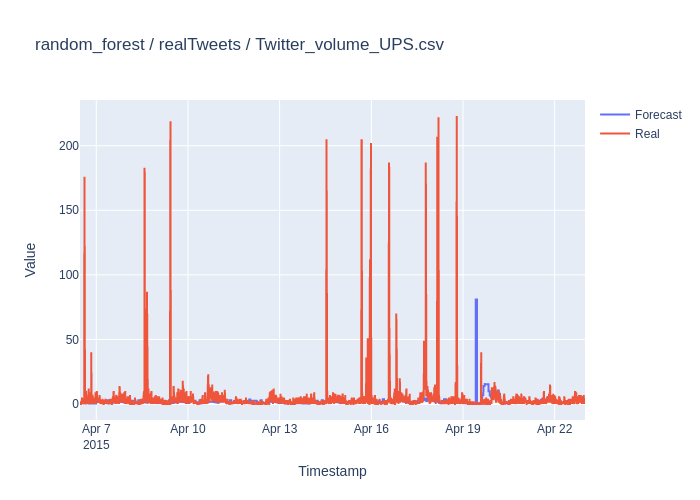 random_forest / realTweets / Twitter_volume_UPS.csv
Forecast
Real
Value
200
150
100
50
0
Apr 7
2015
Apr 10
Apr 13
Apr 16
Apr 19
Apr 22
Timestamp